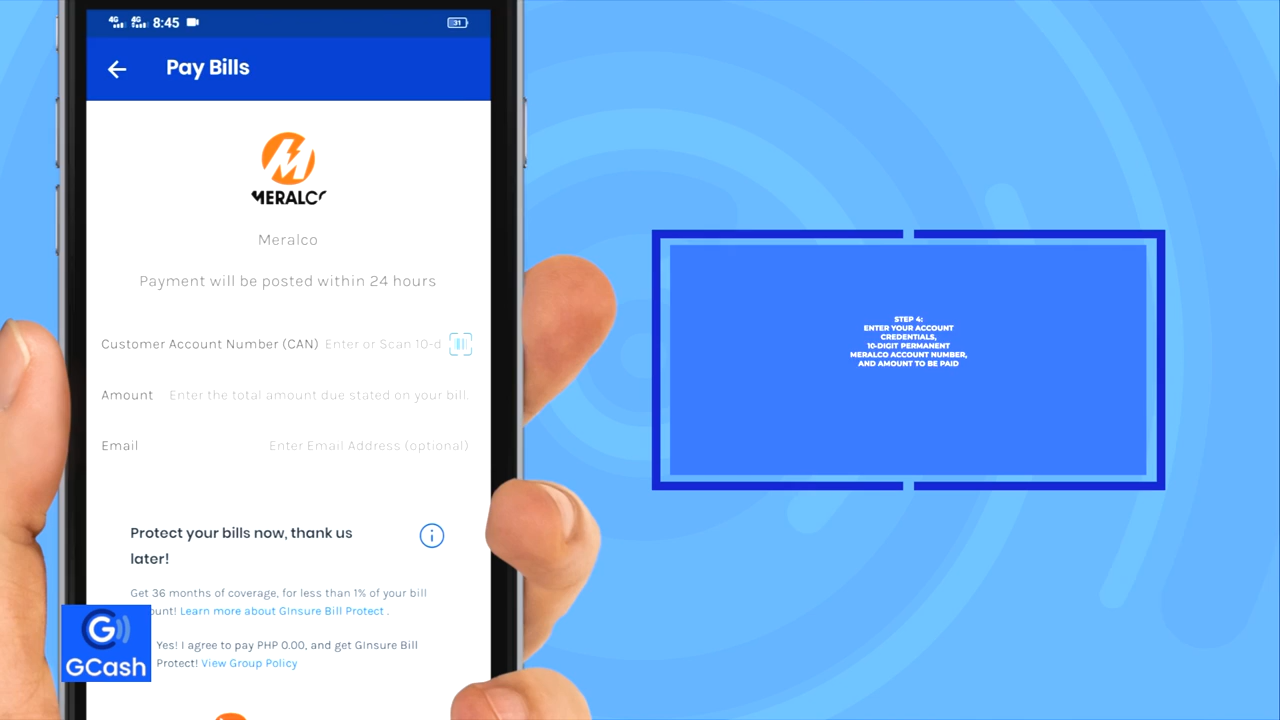 4G 4G 8:45 31
Pay Bills
MERALCO
Meralco
Payment will be posted within 24 hours
Customer Account Number (CAN) Enter or Scan 10-d
Amount Enter the total amount due stated on your bill.
Email Enter Email Address (optional)
Protect your bills now, thank us
later!
Get 36 months of coverage, for less than 1% of your bill
ount! Learn more about GInsure Bill Protect .
Yes! I agree to pay PHP 0.00, and get GInsure Bill
Protect! View Group Policy
GCash
STEP 4:
ENTER YOUR ACCOUNT
CREDENTIALS,
10-DIGIT PERMANENT
MERALCO ACCOUNT NUMBER,
AND AMOUNT TO BE PAID